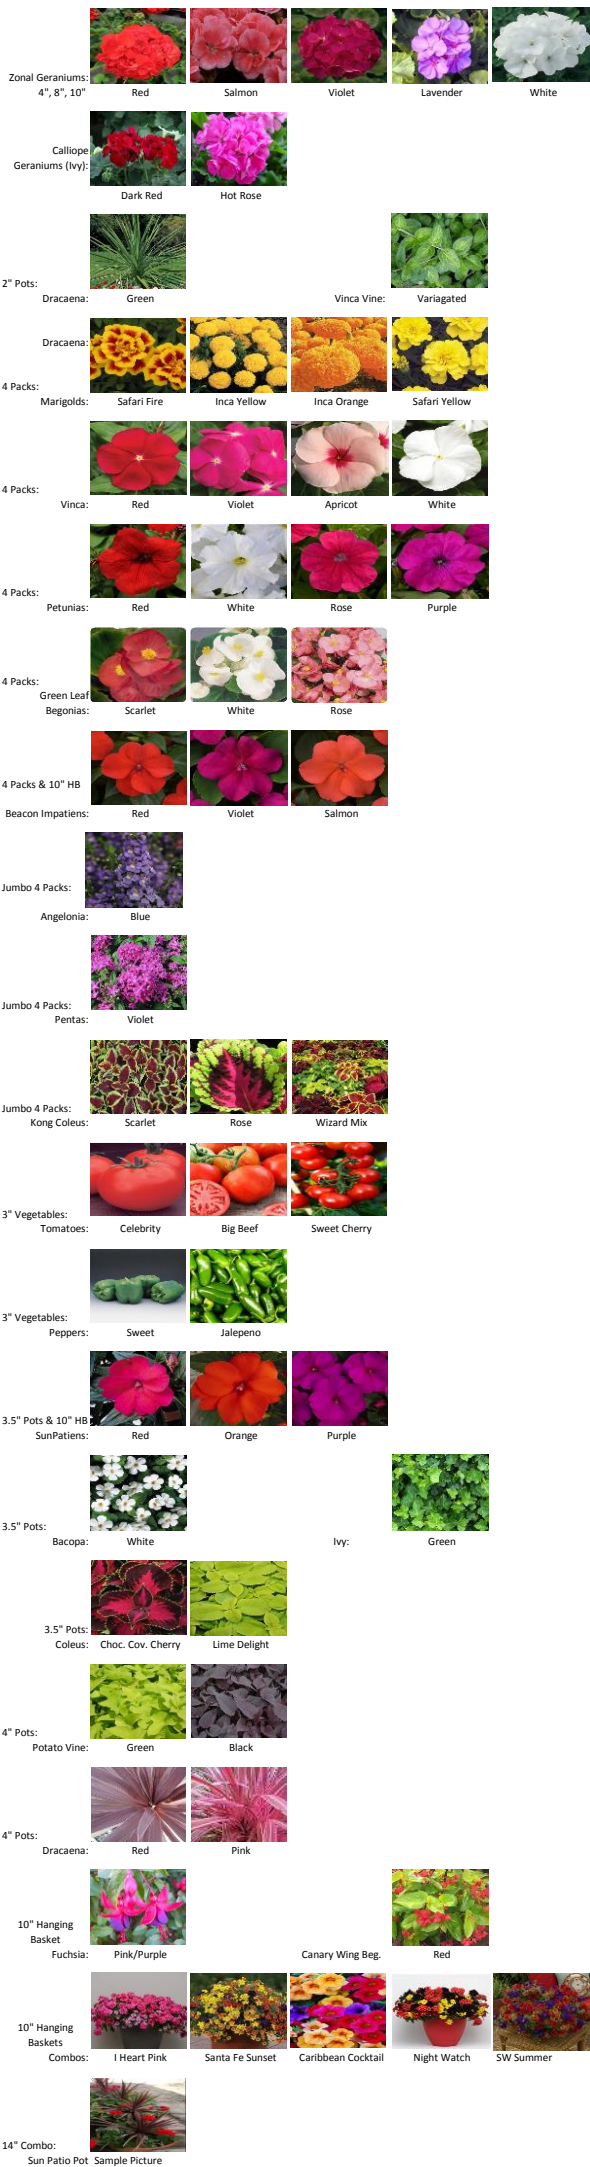 Zonal Geraniums:
4", 8", 10" Red Salmon Violet Lavender White
Calliope
Geraniums (Ivy):
Dark Red Hot Rose
2" Pots:
Dracaena: Green Vinca Vine: Variagated
Dracaena:
4 Packs:
Marigolds: Safari Fire Inca Yellow Inca Orange Safari Yellow
4 Packs:
Vinca: Red Violet Apricot White
4 Packs:
Petunias: Red White Rose Purple
4 Packs:
Green Leaf
Begonias: Scarlet White Rose
4 Packs & 10" HB
Beacon Impatiens: Red Violet Salmon
Jumbo 4 Packs:
Angelonia: Blue
Jumbo 4 Packs:
Pentas: Violet
Jumbo 4 Packs:
Kong Coleus: Scarlet Rose Wizard Mix
3" Vegetables:
Tomatoes: Celebrity Big Beef Sweet Cherry
3" Vegetables:
Peppers: Sweet Jalepeno
3.5" Pots & 10" HB
SunPatiens: Red Orange Purple
3.5" Pots:
Bacopa: White Ivy: Green
3.5" Pots:
Coleus: Choc. Cov. Cherry Lime Delight
4" Pots:
Potato Vine: Green Black
4" Pots:
Dracaena: Red Pink
10" Hanging
Basket
Fuchsia: Pink/Purple Canary Wing Beg. Red
10" Hanging
Baskets
Combos: I Heart Pink Santa Fe Sunset Caribbean Cocktail Night Watch SW Summer
14" Combo:
Sun Patio Pot Sample Picture